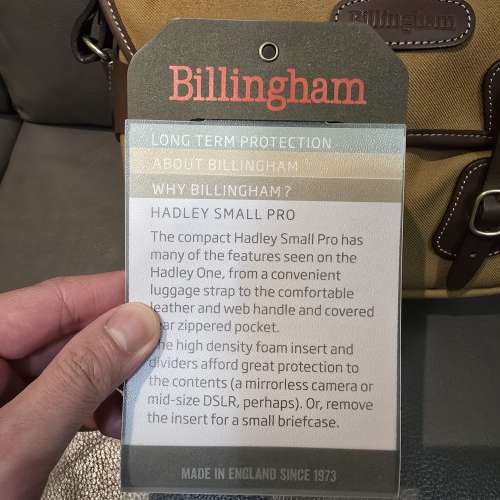 Billingham
Billingham
LONG TERM PROTECTION
ABOUT BILLINGHAM
WHY BILLINGHAM?
HADLEY SMALL PRO
The compact Hadley Small Pro has
many of the features seen on the
Hadley One, from a convenient
luggage strap to the comfortable
leather and web handle and covered
rear zippered pocket.
The high density foam insert and
dividers afford great protection to
the contents (a mirrorless camera or
mid-size DSLR, perhaps). Or, remove
the insert for a small briefcase.
MADE IN ENGLAND SINCE 1973